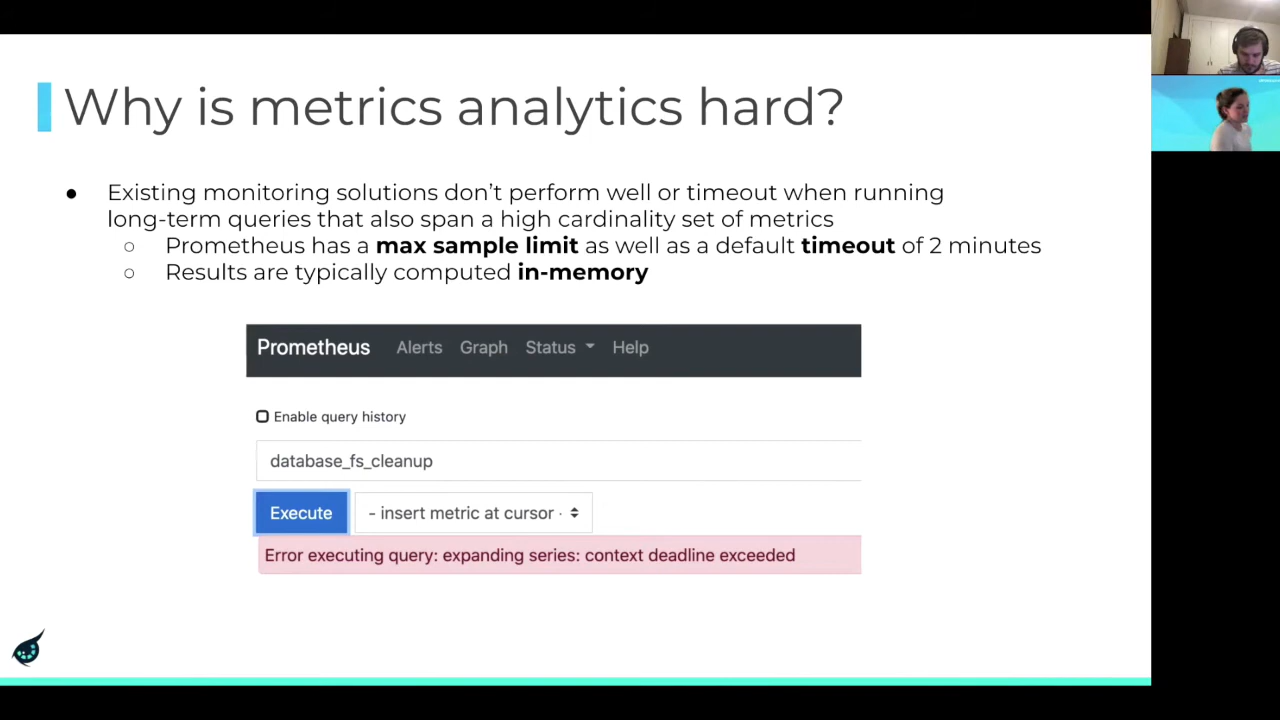 Why is metrics analytics hard?
● Existing monitoring solutions don’t perform well or timeout when running
long-term queries that also span a high cardinality set of metrics
○ Prometheus has a max sample limit as well as a default timeout of 2 minutes
○ Results are typically computed in-memory
Prometheus Alerts Graph Status Help
Enable query history
database_fs_cleanup
Execute - insert metric at cursor -
Error executing query: expanding series: context deadline exceeded